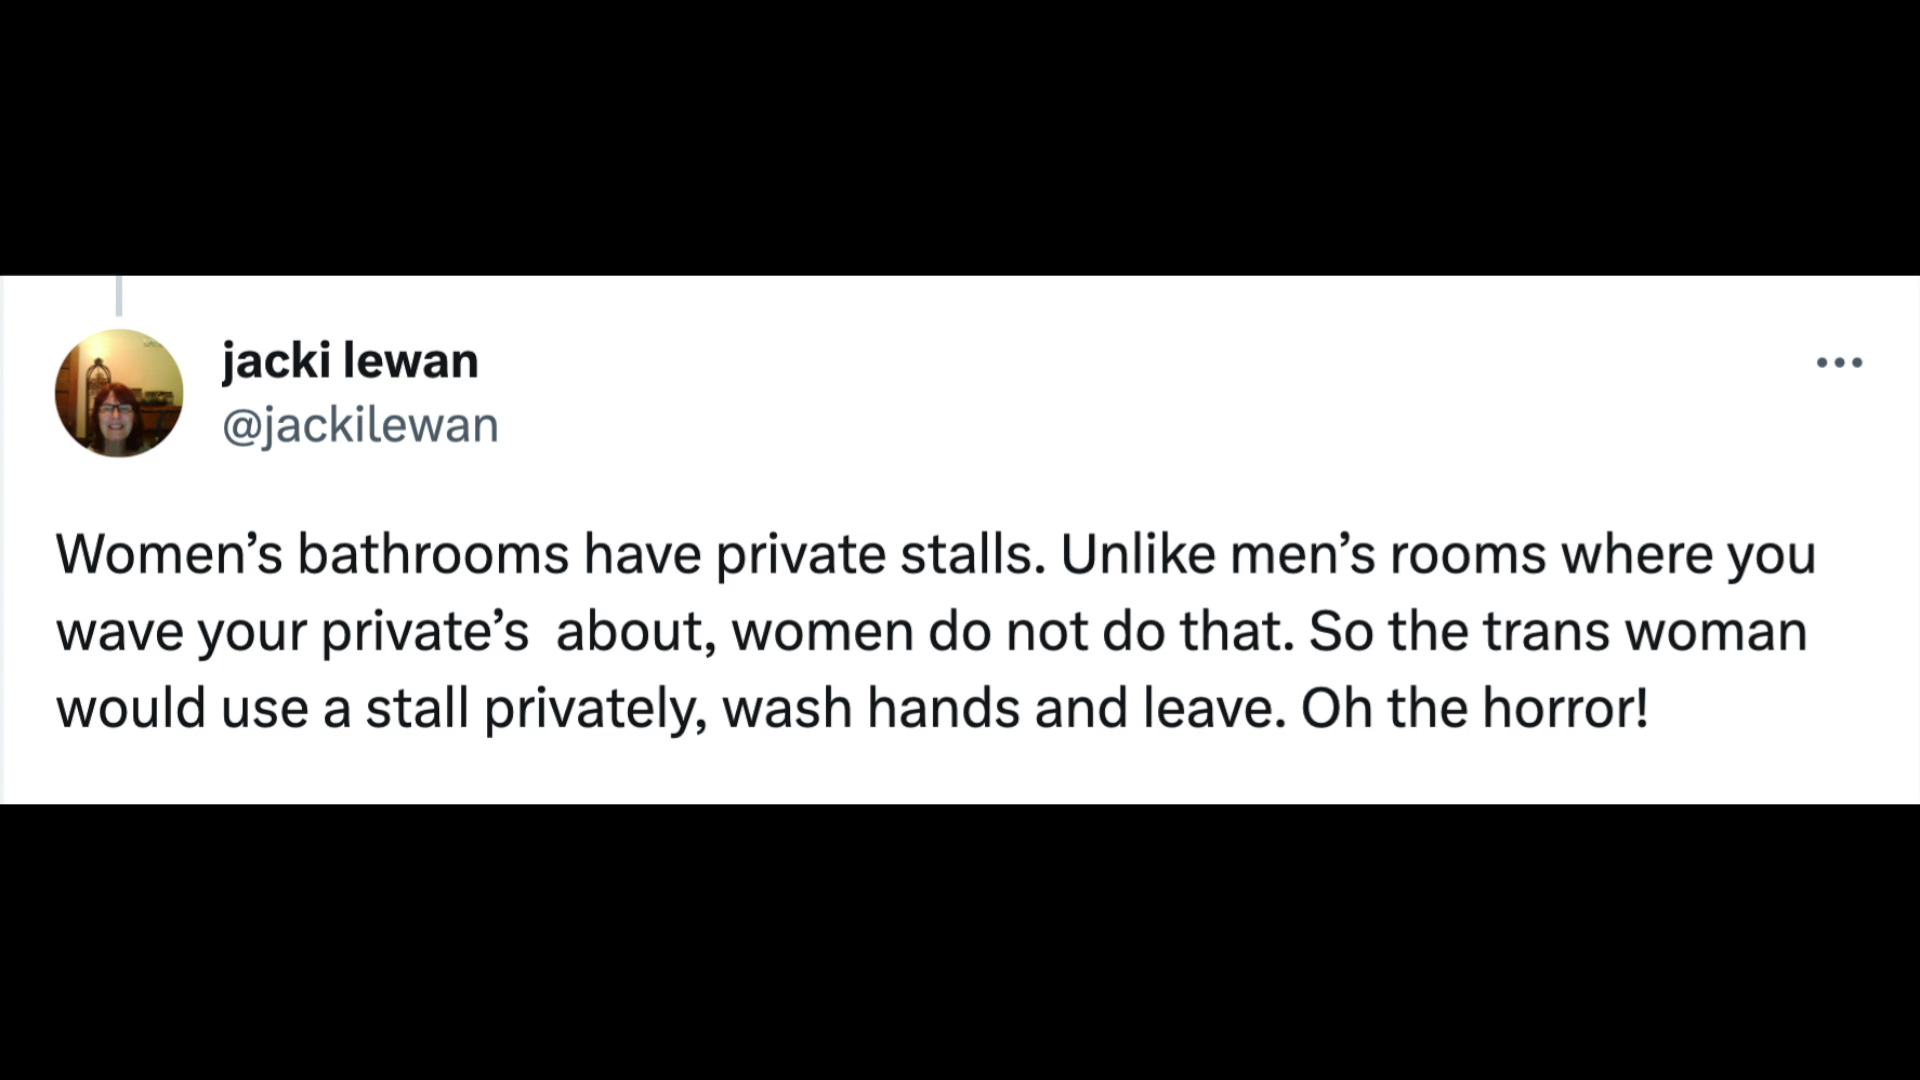 jacki lewan
@jackilewan
Women’s bathrooms have private stalls. Unlike men’s rooms where you
wave your private’s  about, women do not do that. So the trans woman
would use a stall privately, wash hands and leave. Oh the horror!